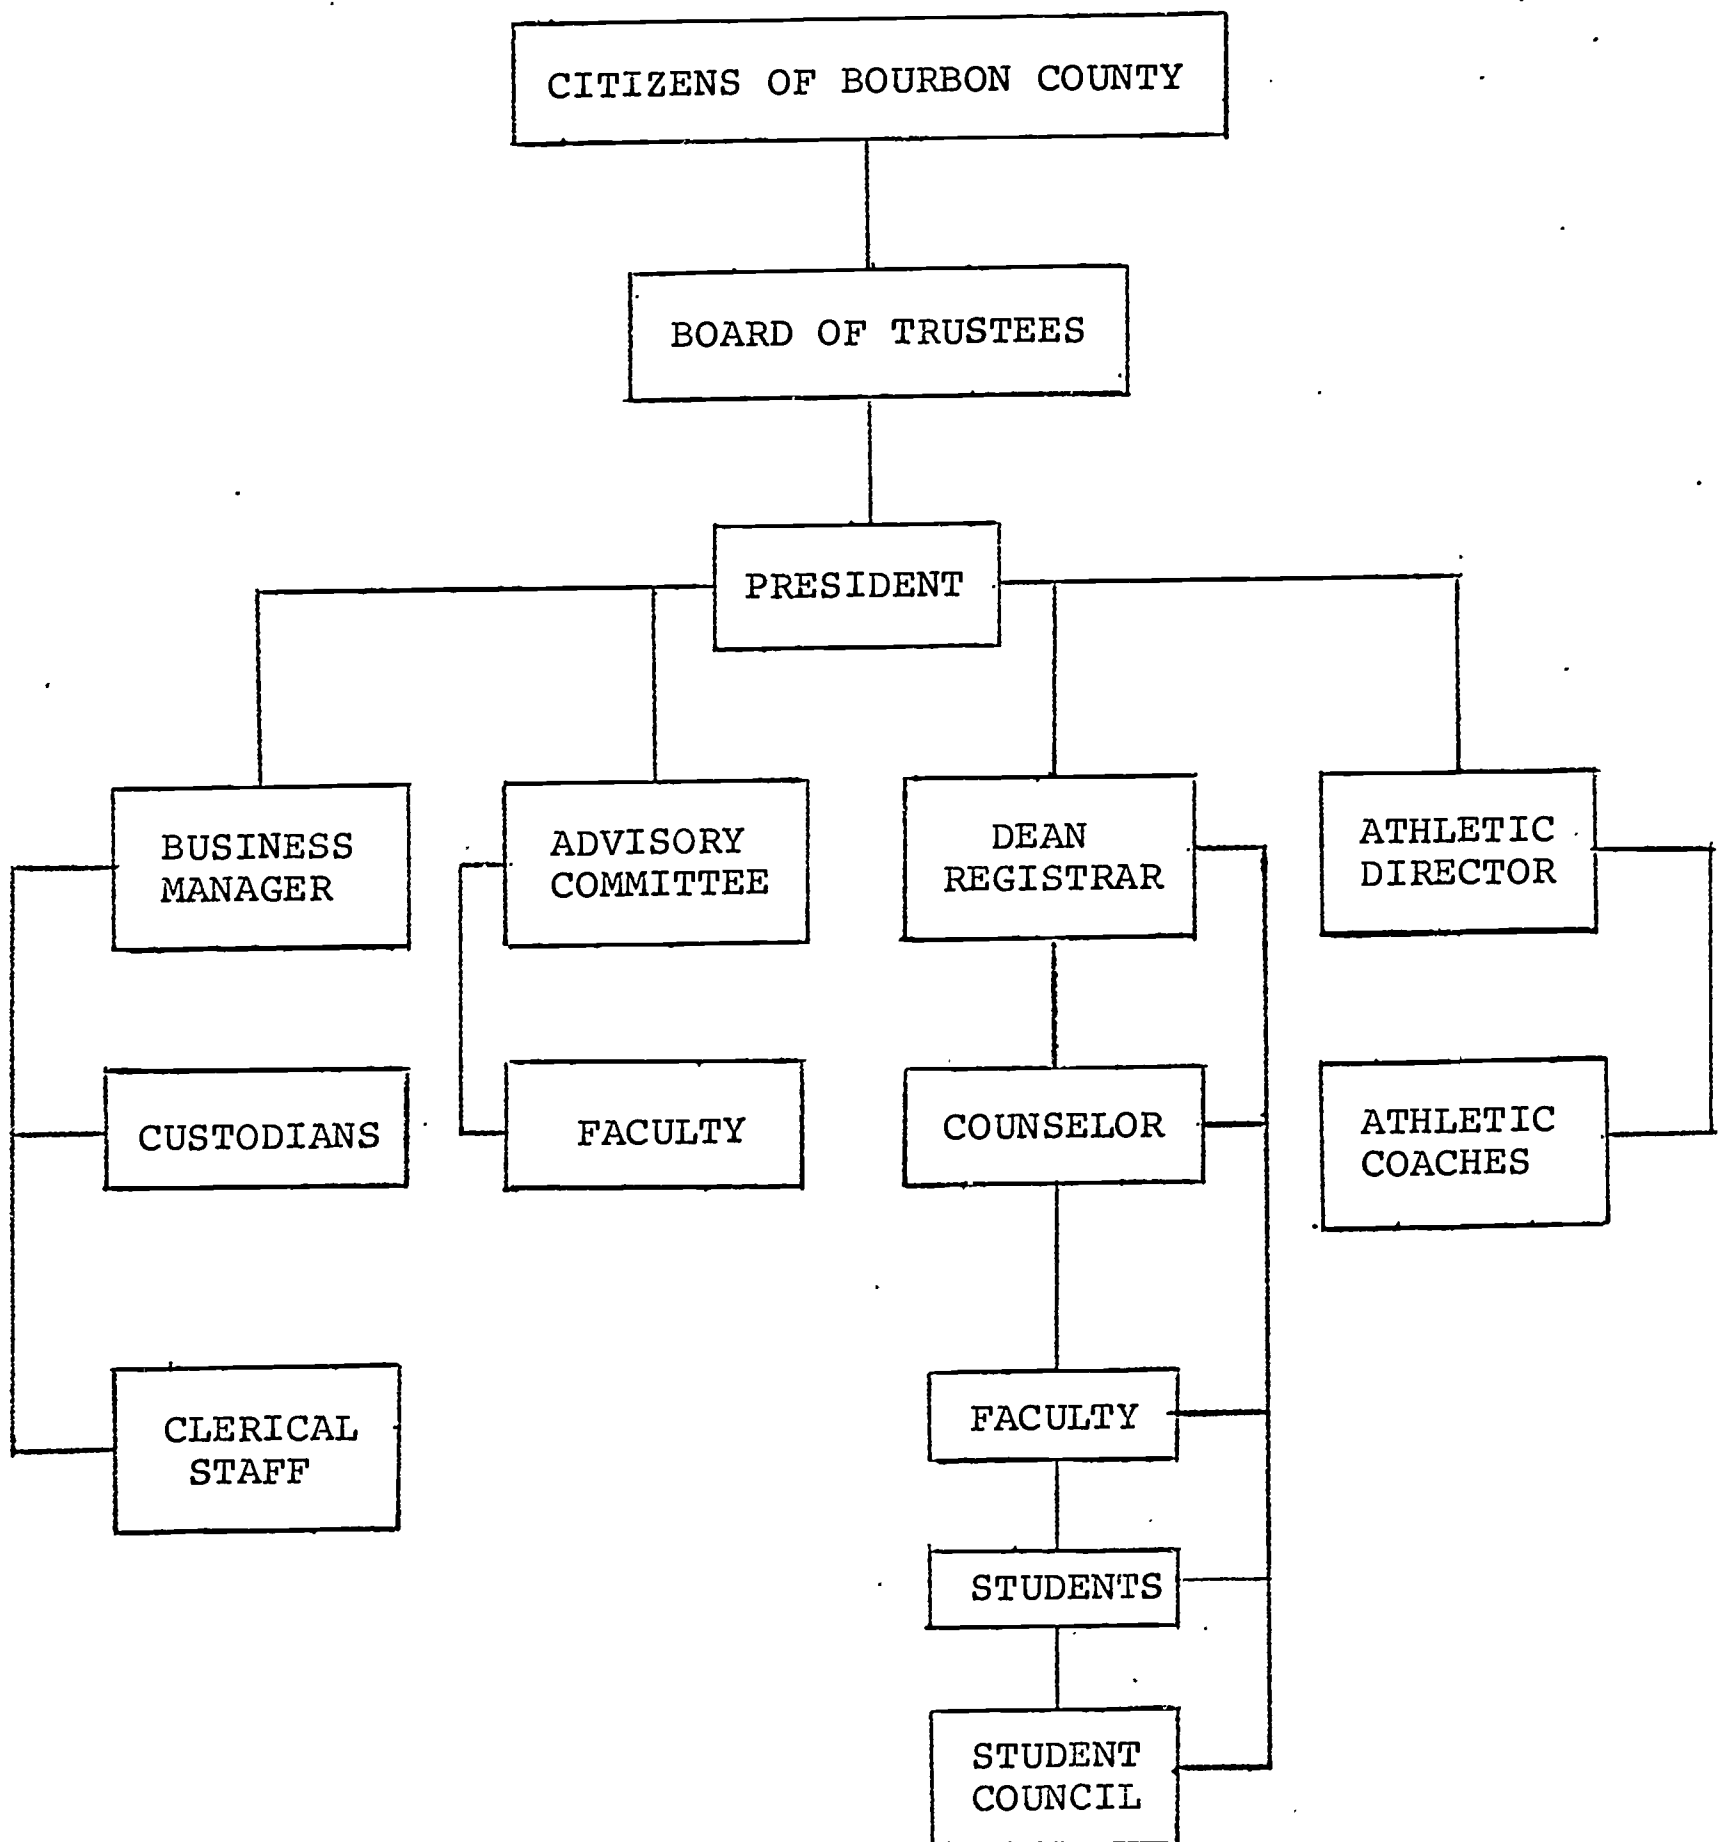 CITIZENS OF BOURBON COUNTY
BOARD OF TRUSTEES
PRESIDENT
BUSINESS
MANAGER
ADVISORY
COMMITTEE
DEAN
REGISTRAR
ATHLETIC
DIRECTOR
CUSTODIANS
FACULTY
COUNSELOR
ATHLETIC
COACHES
CLERICAL
STAFF
FACULTY
STUDENTS
STUDENT
COUNCIL